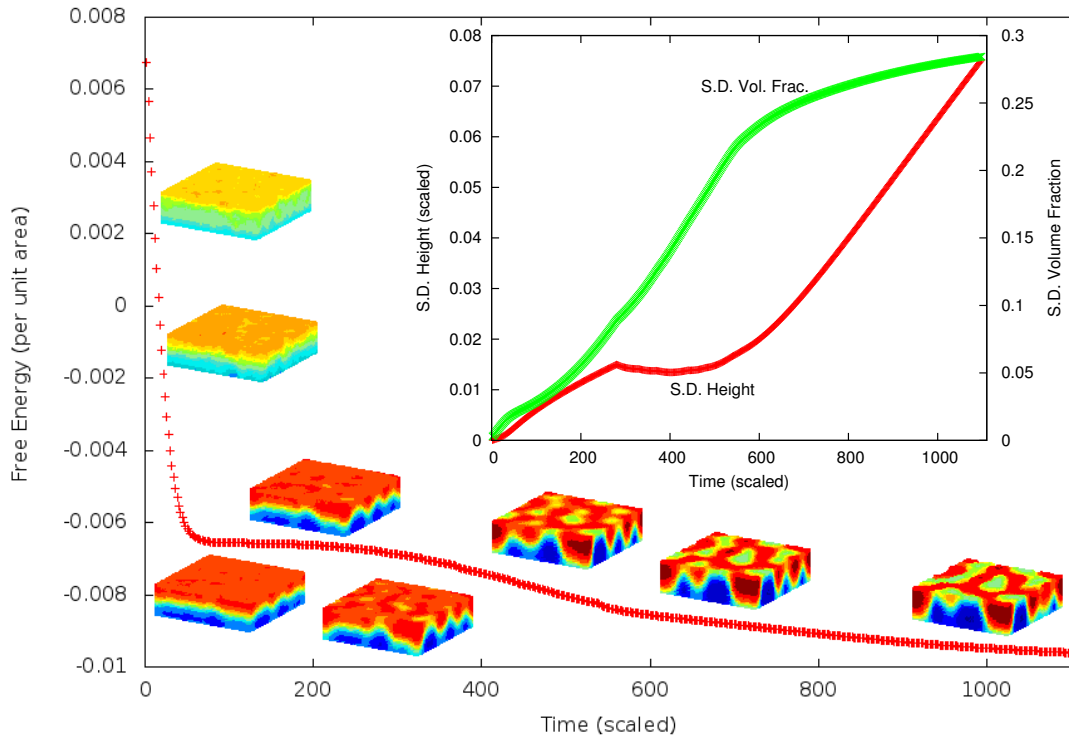 0.008
0.006
0.004
0.002
0
-0.002
-0.004
-0.006
-0.008
-0.01
Free Energy (per unit area)
0 200 400 600 800 1000
Time (scaled)
0.08
0.07
0.06
0.05
0.04
0.03
0.02
0.01
0
S.D. Height (scaled)
S.D. Vol. Frac.
S.D. Height
0.3
0.25
0.2
0.15
0.1
0.05
0
S.D. Volume Fraction
0 200 400 600 800 1000
Time (scaled)